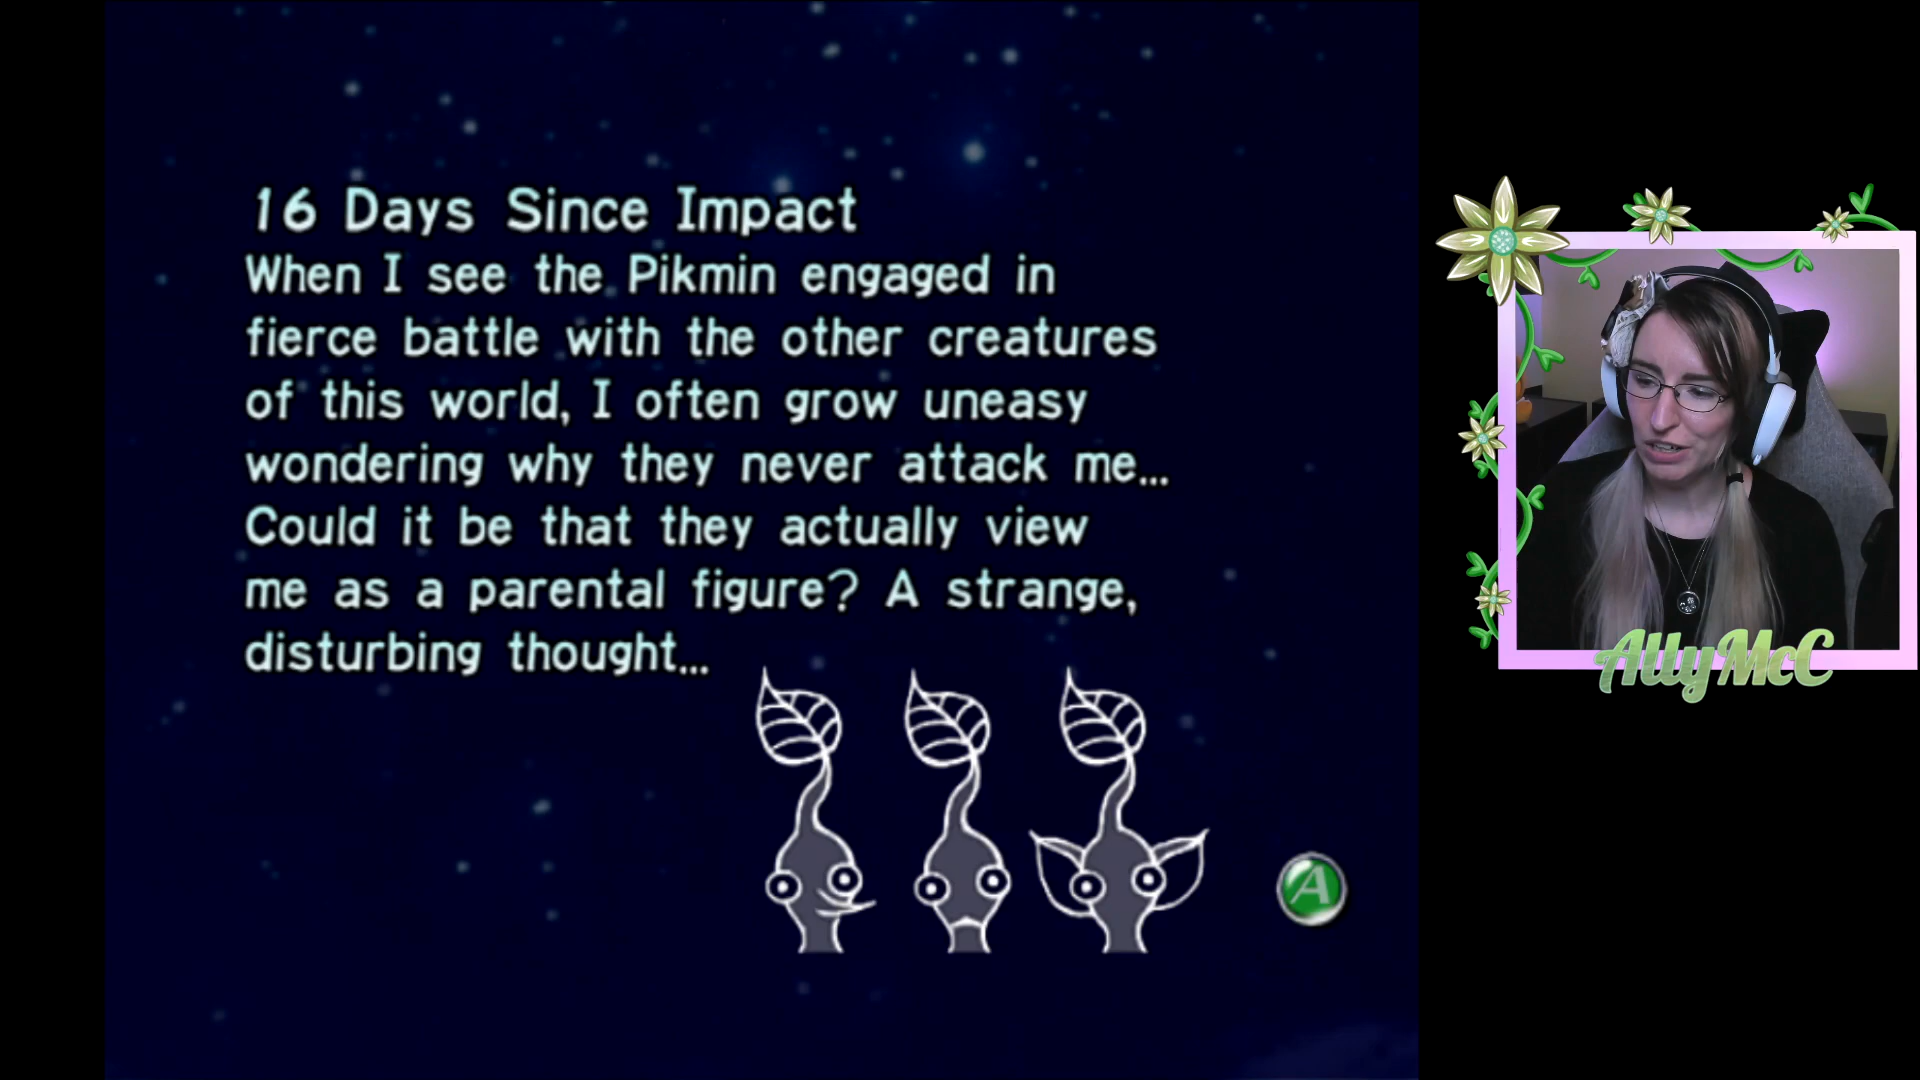 16 Days Since Impact
When I see the Pikmin engaged in
fierce battle with the other creatures
of this world, I often grow uneasy
wondering why they never attack me...
Could it be that they actually view
me as a parental figure? A strange,
disturbing thought...
A
AllyMcC